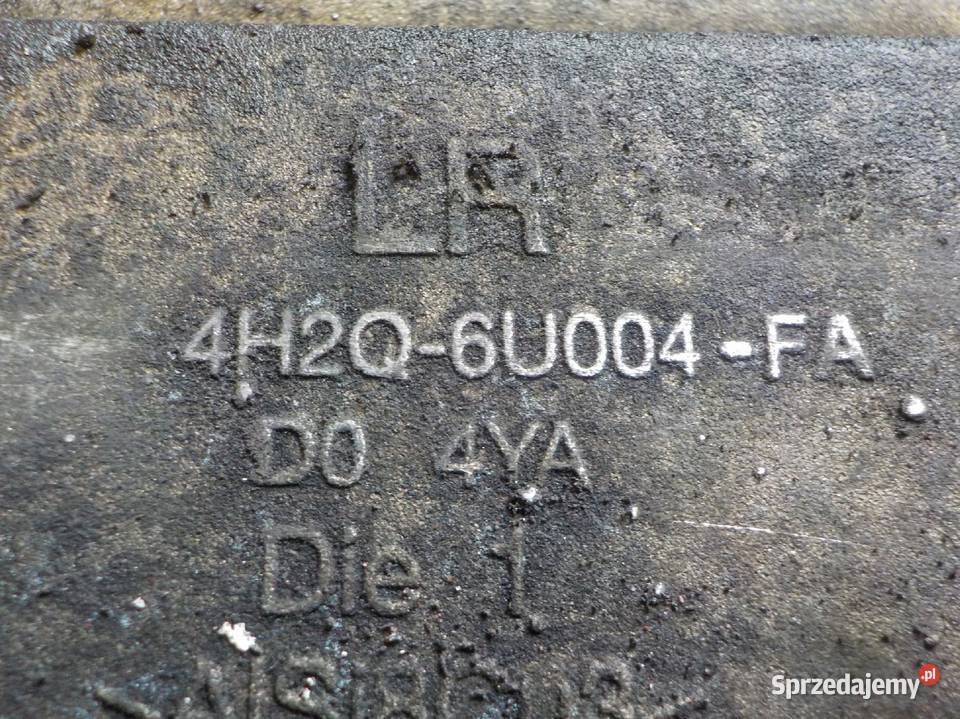 LR
4H2Q-6U004-FA
D0 4YA
Die 1
Sprzedajemy.pl